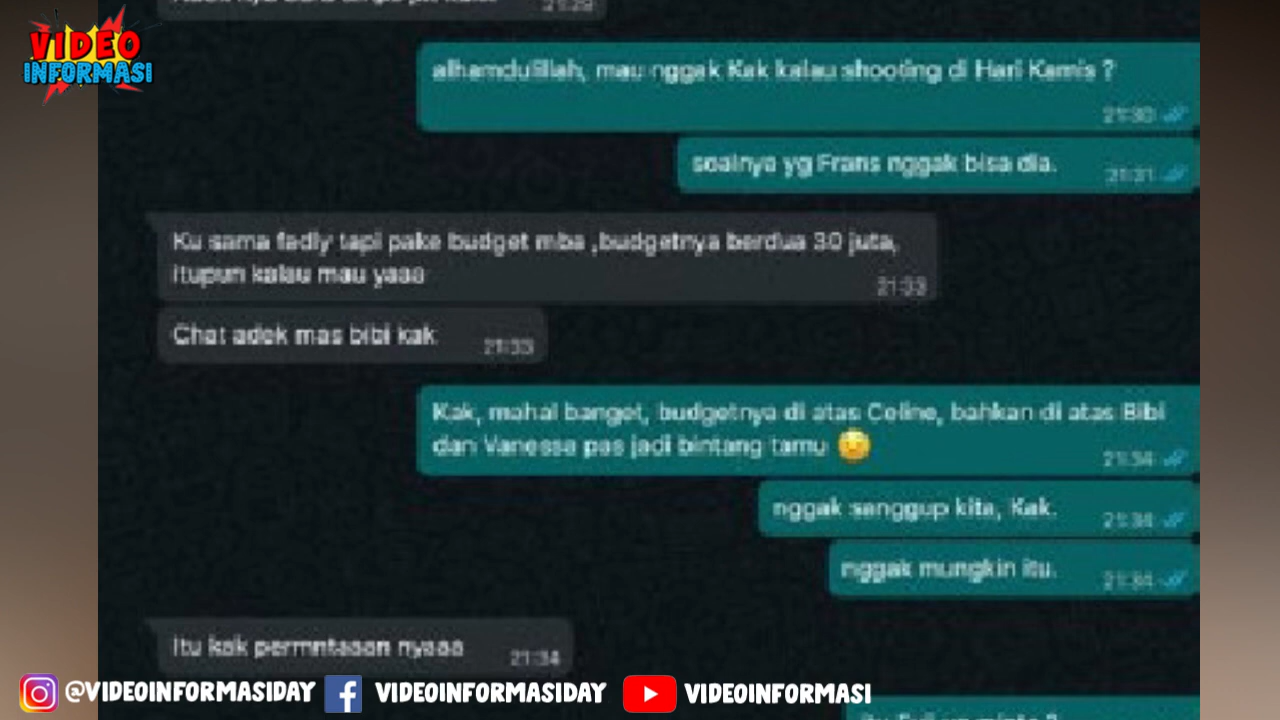 VIDEO
INFORMASI
21:29
alhamdulillah, mau nggak Kak kalau shooting di Hari Kamis ?
21:30
soalnya yg Frans nggak bisa dia.
21:31
Ku sama fadly tapi pake budget mba ,budgetnya berdua 30 juta,
itupun kalau mau yaaa
21:33
Chat adek mas bibi kak
21:33
Kak, mahal banget, budgetnya di atas Celine, bahkan di atas Bibi
dan Vanessa pas jadi bintang tamu
21:34
nggak sanggup kita, Kak.
21:34
nggak mungkin itu.
21:34
Itu kak permntaaan nyaaa
21:34
@VIDEOINFORMASIDAY
VIDEOINFORMASIDAY
VIDEOINFORMASI